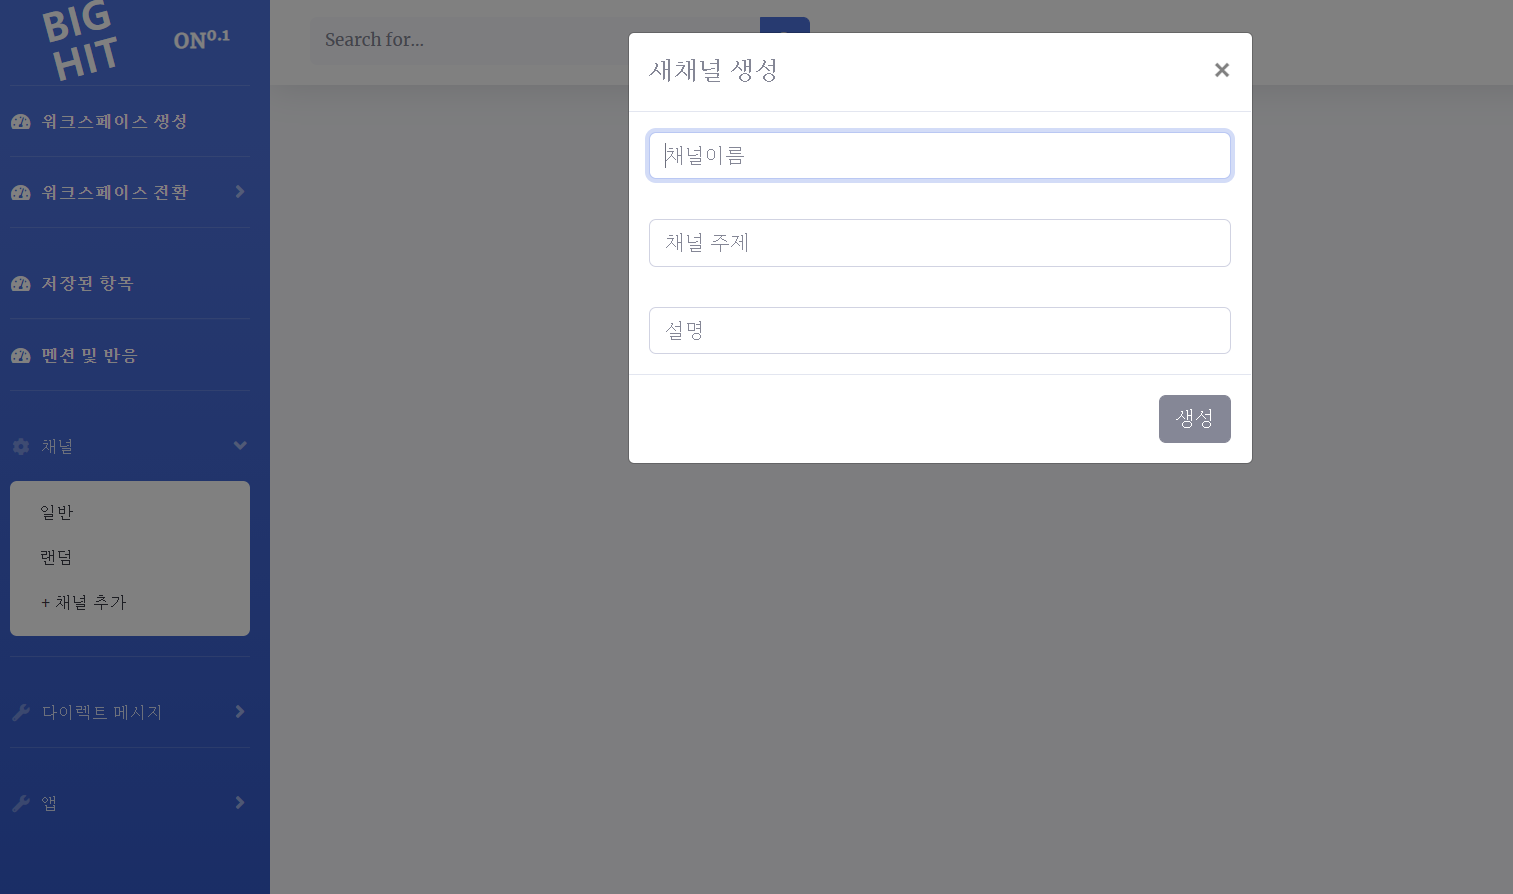 BIG
HIT
ON0.1
워크스페이스 생성
워크스페이스 전환
저장된 항목
멘션 및 반응
채널
일반
랜덤
+ 채널 추가
다이렉트 메시지
앱
Search for...
새채널 생성
×
채널이름
채널 주제
설명
생성